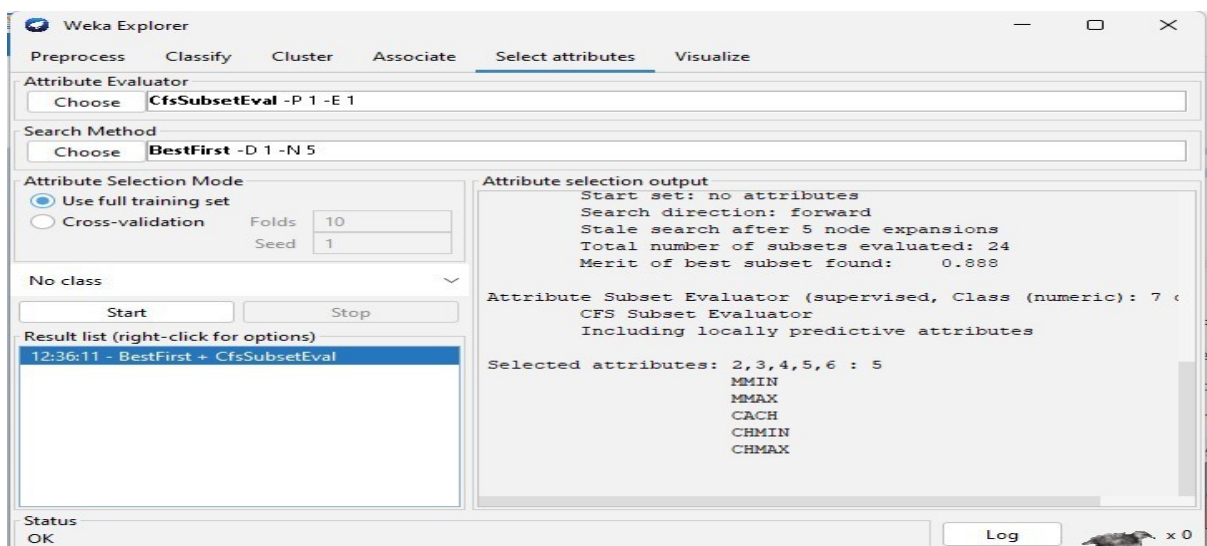 Weka Explorer
Preprocess Classify Cluster Associate Select attributes Visualize
Attribute Evaluator
Choose CfsSubsetEval -P 1 -E 1
Search Method
Choose BestFirst -D 1 -N 5
Attribute Selection Mode
Use full training set
Cross-validation Folds 10
Seed 1
No class
Start Stop
Result list (right-click for options)
12:36:11 - BestFirst + CfsSubsetEval
Attribute selection output
Start set: no attributes
Search direction: forward
Stale search after 5 node expansions
Total number of subsets evaluated: 24
Merit of best subset found: 0.888
Attribute Subset Evaluator (supervised, Class (numeric): 7
CFS Subset Evaluator
Including locally predictive attributes
Selected attributes: 2,3,4,5,6 : 5
MMIN
MMAX
CACH
CHMIN
CHMAX
Status
OK
Log x 0